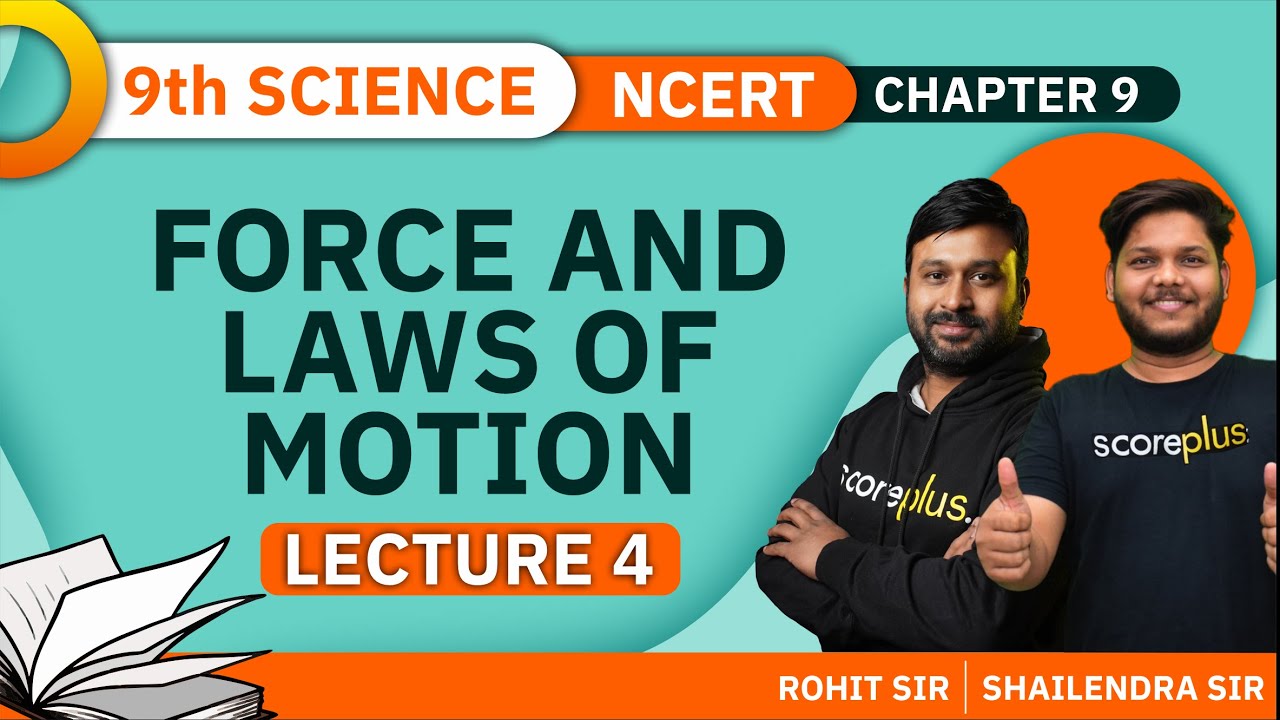 9th SCIENCE
NCERT
CHAPTER 9
FORCE AND
LAWS OF
MOTION
LECTURE 4
scoreplus.
scoreplus:
ROHIT SIR | SHAILENDRA SIR